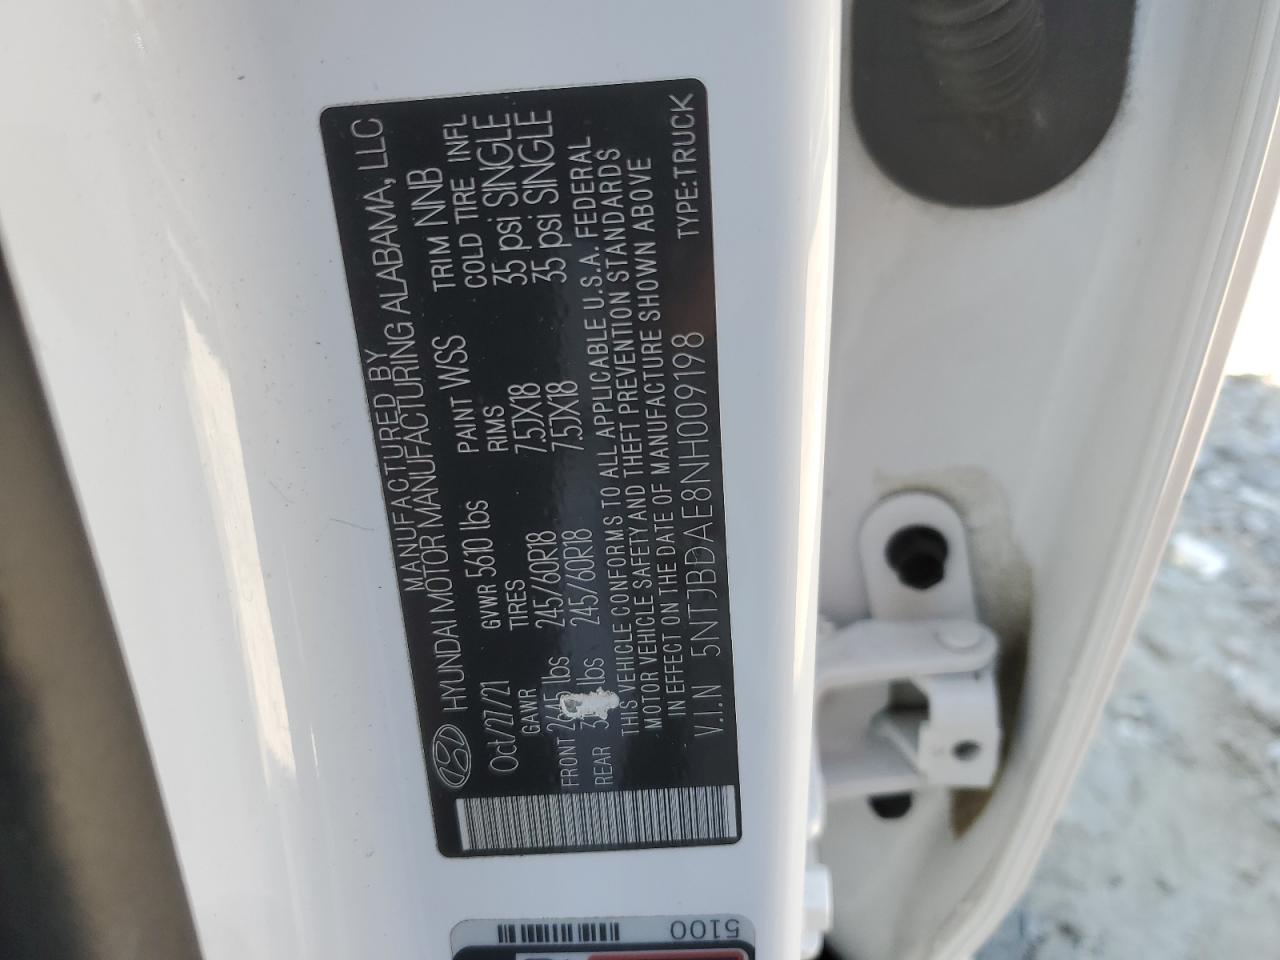 MANUFACTURED BY
HYUNDAI MOTOR MANUFACTURING ALABAMA, LLC
Oct/27/21 GVWR 5610 lbs PAINT WSS TRIM NNB
GAWR TIRES RIMS COLD TIRE INFL
FRONT lbs 245/60R18 7.5JX18 35 psi SINGLE
REAR lbs 245/60R18 7.5JX18 35 psi SINGLE
THIS VEHICLE CONFORMS TO ALL APPLICABLE U.S.A. FEDERAL
MOTOR VEHICLE SAFETY AND THEFT PREVENTION STANDARDS
IN EFFECT ON THE DATE OF MANUFACTURE SHOWN ABOVE
V.I.N 5NTJBDAE8NH009198 TYPE:TRUCK
5100